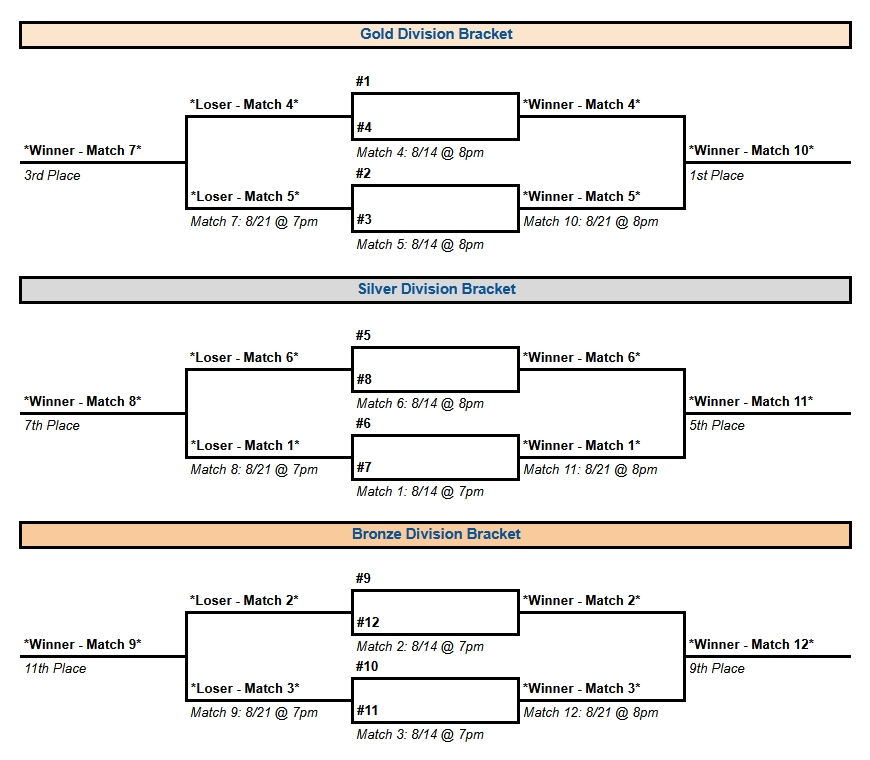 Gold Division Bracket
#1
*Loser - Match 4*
*Winner - Match 4*
#4
*Winner - Match 7*
Match 4: 8/14 @ 8pm
*Winner - Match 10*
3rd Place
#2
1st Place
*Loser - Match 5*
*Winner - Match 5*
#3
Match 7: 8/21 @ 7pm
Match 10: 8/21 @ 8pm
Match 5: 8/14 @ 8pm
Silver Division Bracket
#5
*Loser - Match 6*
*Winner - Match 6*
#8
*Winner - Match 8*
Match 6: 8/14 @ 8pm
*Winner - Match 11*
7th Place
#6
5th Place
*Loser - Match 1*
*Winner - Match 1*
#7
Match 8: 8/21 @ 7pm
Match 11: 8/21 @ 8pm
Match 1: 8/14 @ 7pm
Bronze Division Bracket
#9
*Loser - Match 2*
*Winner - Match 2*
#12
*Winner - Match 9*
Match 2: 8/14 @ 7pm
*Winner - Match 12*
11th Place
#10
9th Place
*Loser - Match 3*
*Winner - Match 3*
#11
Match 9: 8/21 @ 7pm
Match 12: 8/21 @ 8pm
Match 3: 8/14 @ 7pm